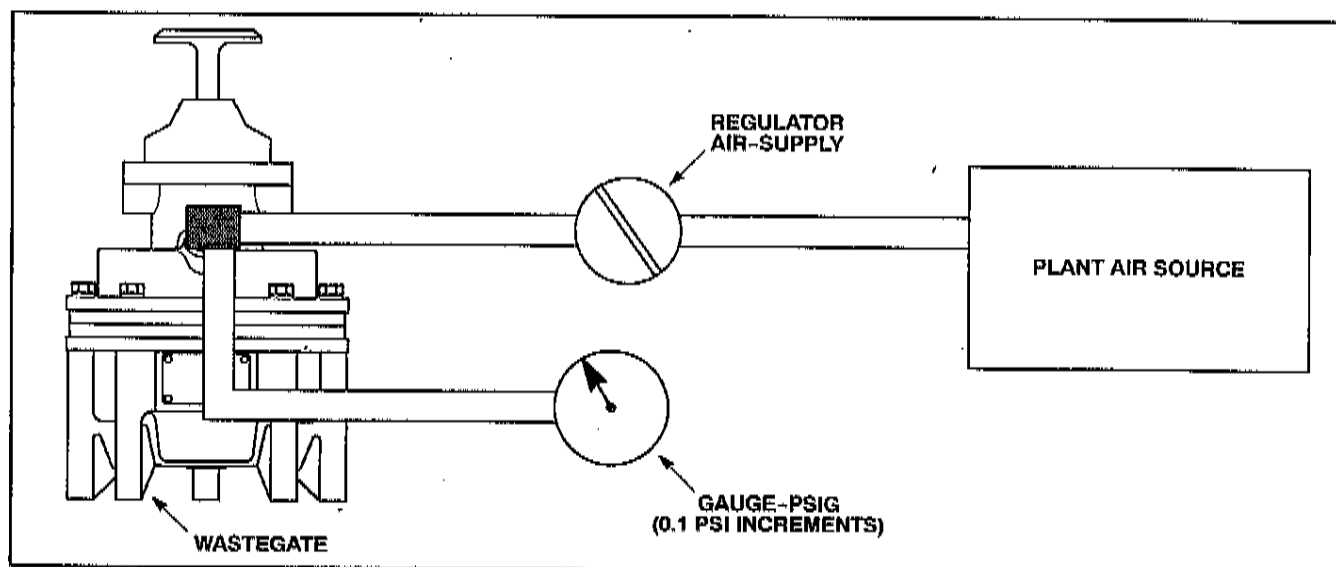 REGULATOR
AIR-SUPPLY
PLANT AIR SOURCE
GAUGE-PSIG
(0.1 PSI INCREMENTS)
WASTEGATE